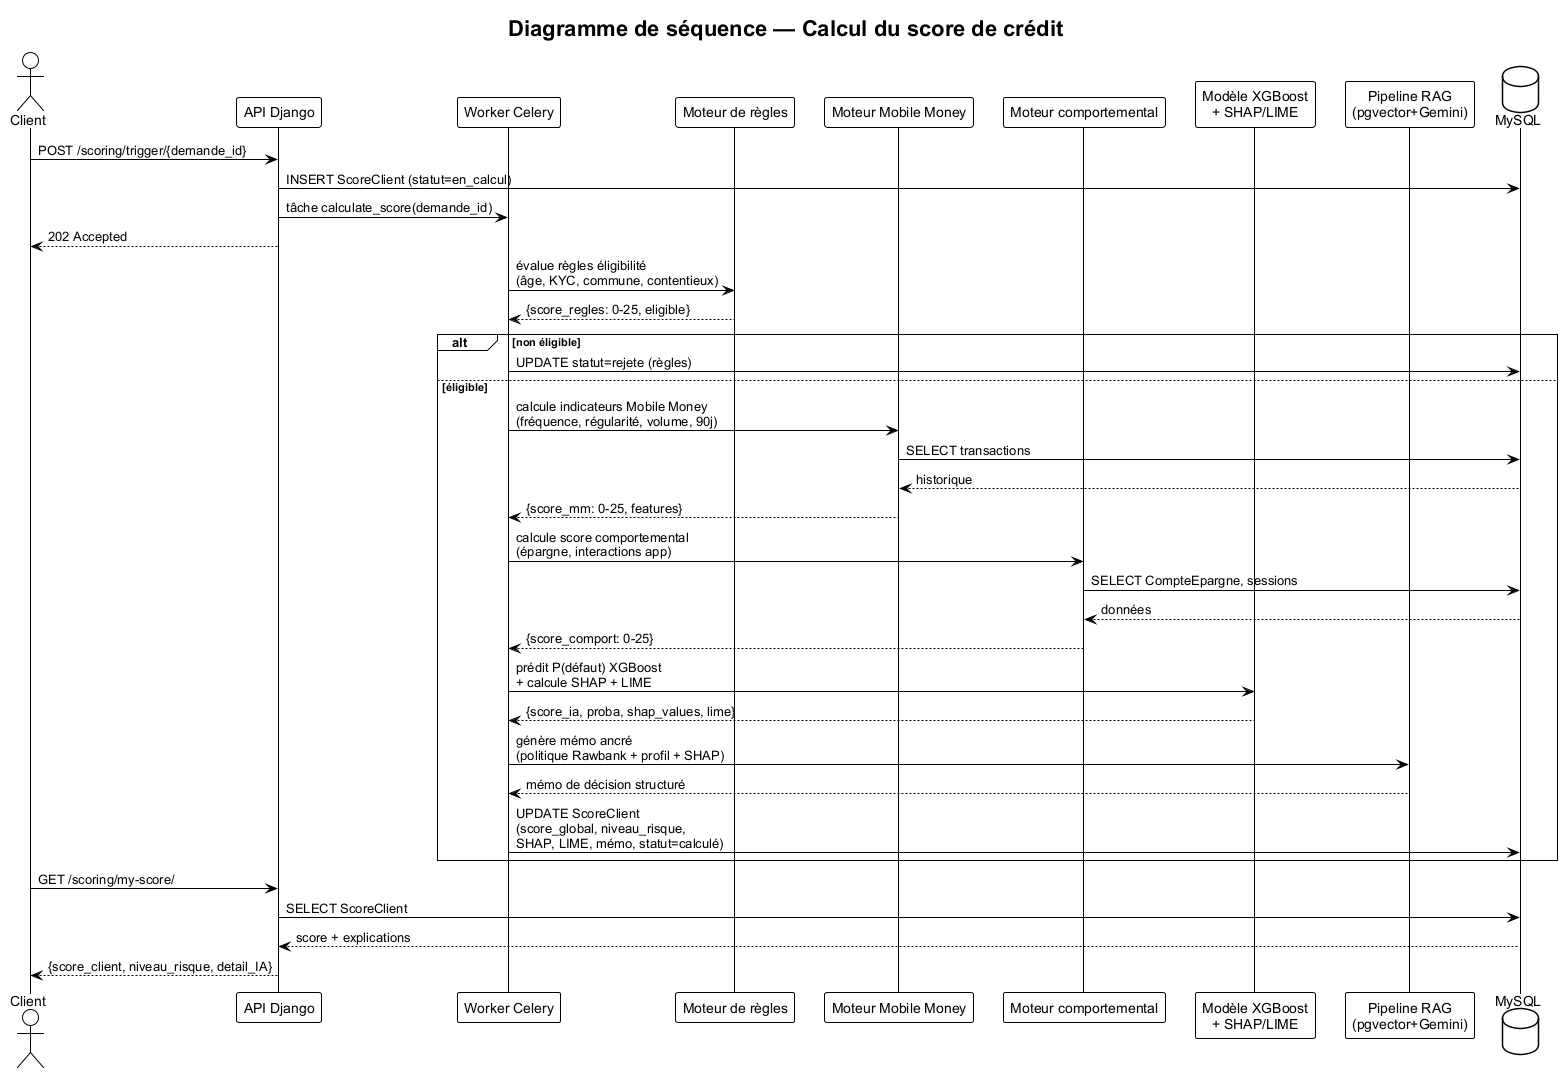 Diagramme de séquence — Calcul du score de crédit
Client
API Django
Worker Celery
Moteur de règles
Moteur Mobile Money
Moteur comportemental
Modèle XGBoost
+ SHAP/LIME
Pipeline RAG
(pgvector+Gemini)
MySQL
POST /scoring/trigger/{demande_id}
INSERT ScoreClient (statut=en_calcul)
tâche calculate_score(demande_id)
202 Accepted
évalue règles éligibilité
(âge, KYC, commune, contentieux)
{score_regles: 0-25, eligible}
alt
[non éligible]
UPDATE statut=rejete (règles)
[éligible]
calcule indicateurs Mobile Money
(fréquence, régularité, volume, 90j)
SELECT transactions
historique
{score_mm: 0-25, features}
calcule score comportemental
(épargne, interactions app)
SELECT CompteEpargne, sessions
données
{score_comport: 0-25}
prédit P(défaut) XGBoost
+ calcule SHAP + LIME
{score_ia, proba, shap_values, lime}
génère mémo ancré
(politique Rawbank + profil + SHAP)
mémo de décision structuré
UPDATE ScoreClient
(score_global, niveau_risque,
SHAP, LIME, mémo, statut=calculé)
GET /scoring/my-score/
SELECT ScoreClient
score + explications
{score_client, niveau_risque, detail_IA}
Client
API Django
Worker Celery
Moteur de règles
Moteur Mobile Money
Moteur comportemental
Modèle XGBoost
+ SHAP/LIME
Pipeline RAG
(pgvector+Gemini)
MySQL